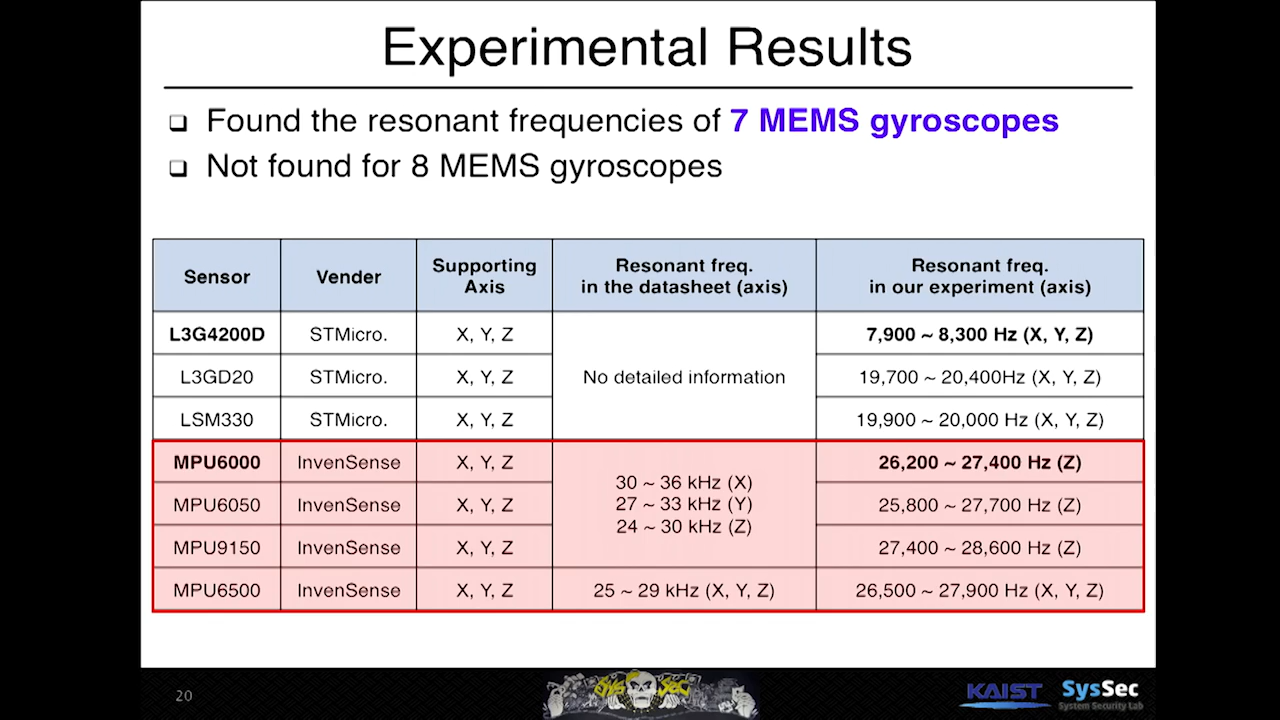 Experimental Results
Found the resonant frequencies of 7 MEMS gyroscopes
Not found for 8 MEMS gyroscopes
Sensor Vender Supporting Axis Resonant freq. in the datasheet (axis) Resonant freq. in our experiment (axis)
L3G4200D STMicro. X, Y, Z No detailed information 7,900 ~ 8,300 Hz (X, Y, Z)
L3GD20 STMicro. X, Y, Z 19,700 ~ 20,400Hz (X, Y, Z)
LSM330 STMicro. X, Y, Z 19,900 ~ 20,000 Hz (X, Y, Z)
MPU6000 InvenSense X, Y, Z 30 ~ 36 kHz (X) 27 ~ 33 kHz (Y) 24 ~ 30 kHz (Z) 26,200 ~ 27,400 Hz (Z)
MPU6050 InvenSense X, Y, Z 25,800 ~ 27,700 Hz (Z)
MPU9150 InvenSense X, Y, Z 27,400 ~ 28,600 Hz (Z)
MPU6500 InvenSense X, Y, Z 25 ~ 29 kHz (X, Y, Z) 26,500 ~ 27,900 Hz (X, Y, Z)
20
SysSec
KAIST
SysSec
System Security Lab